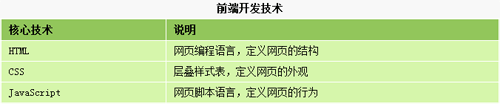 前端开发技术
核心技术 说明
HTML 网页编程语言，定义网页的结构
CSS 层叠样式表，定义网页的外观
JavaScript 网页脚本语言，定义网页的行为